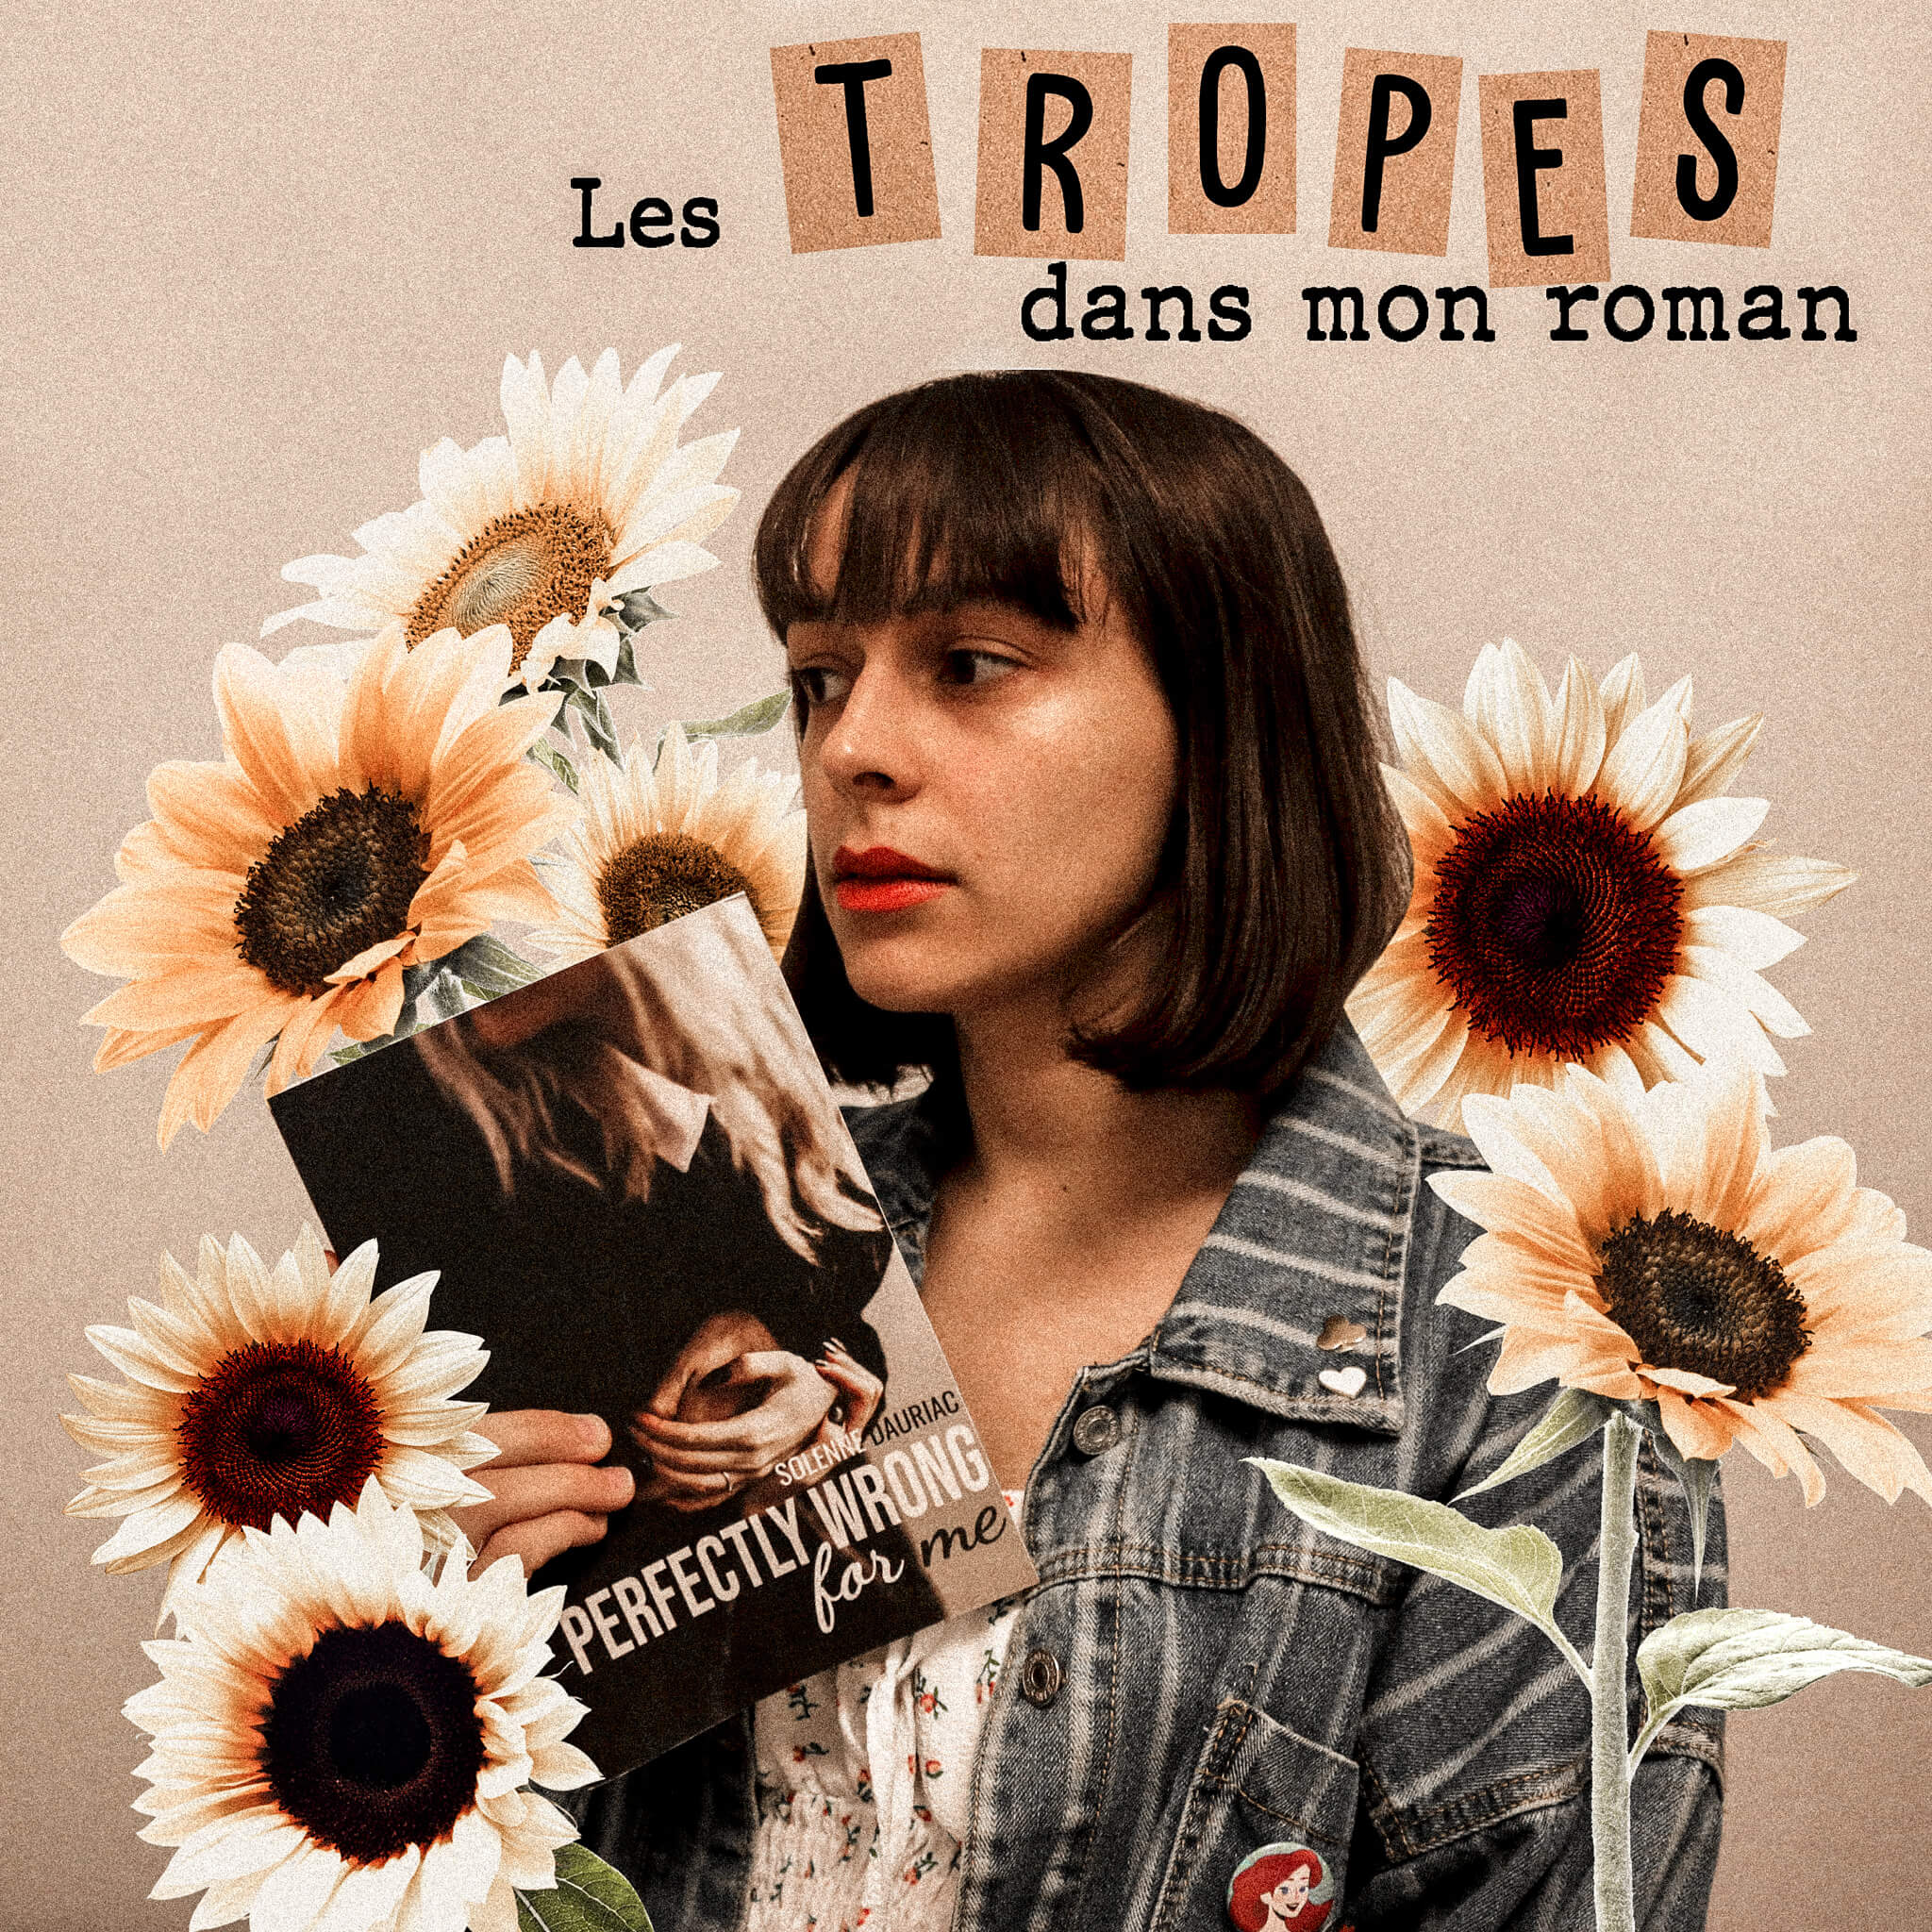 Les TROPES
dans mon roman
SOLENNE DAURIAC
PERFECTLY WRONG
for me